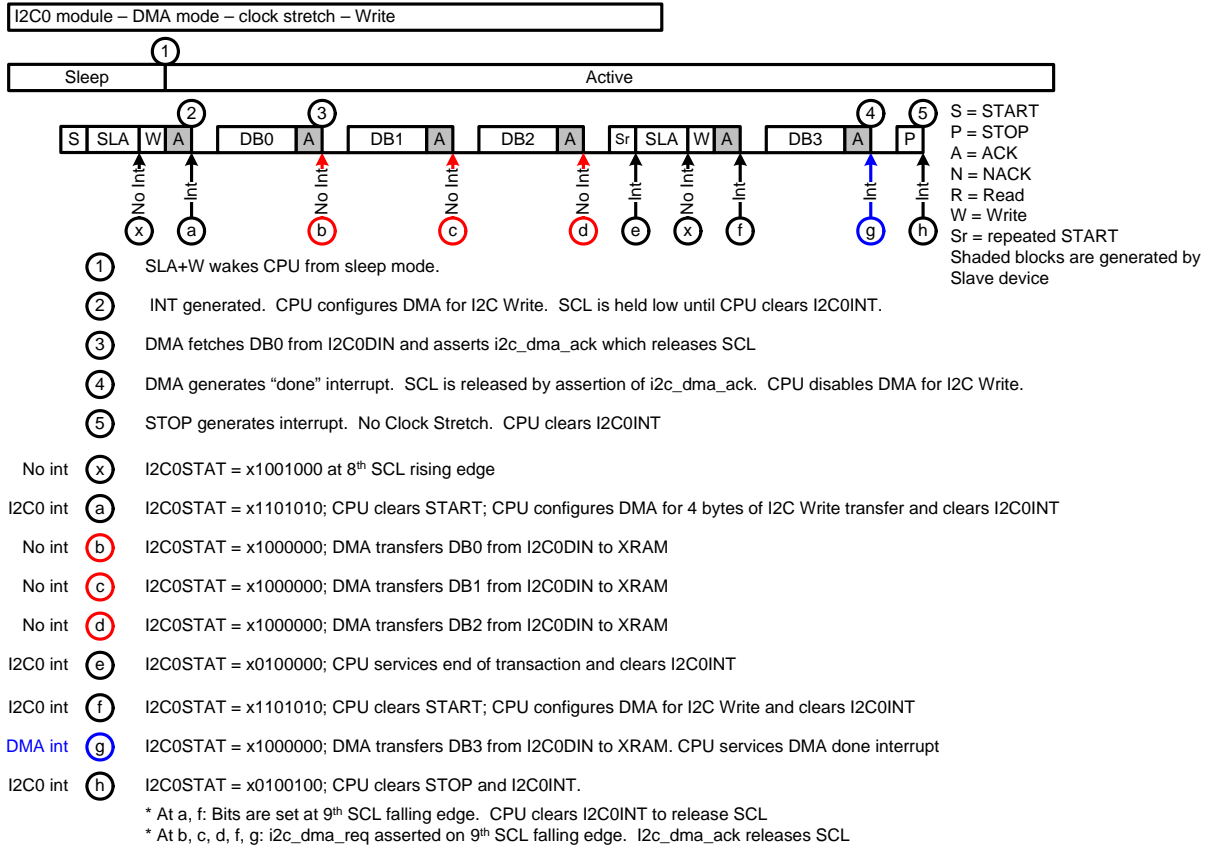 I2C0 module – DMA mode – clock stretch – Write
1
Sleep Active
2 3 4 5
S SLA W A DB0 A DB1 A DB2 A Sr SLA W A DB3 A P
No Int Int No Int No Int No Int Int No Int Int Int Int
x a b c d e x f g h
S = START
P = STOP
A = ACK
N = NACK
R = Read
W = Write
Sr = repeated START
Shaded blocks are generated by
Slave device
1 SLA+W wakes CPU from sleep mode.
2 INT generated. CPU configures DMA for I2C Write. SCL is held low until CPU clears I2C0INT.
3 DMA fetches DB0 from I2C0DIN and asserts i2c_dma_ack which releases SCL
4 DMA generates “done” interrupt. SCL is released by assertion of i2c_dma_ack. CPU disables DMA for I2C Write.
5 STOP generates interrupt. No Clock Stretch. CPU clears I2C0INT
No int x I2C0STAT = x1001000 at 8th SCL rising edge
I2C0 int a I2C0STAT = x1101010; CPU clears START; CPU configures DMA for 4 bytes of I2C Write transfer and clears I2C0INT
No int b I2C0STAT = x1000000; DMA transfers DB0 from I2C0DIN to XRAM
No int c I2C0STAT = x1000000; DMA transfers DB1 from I2C0DIN to XRAM
No int d I2C0STAT = x1000000; DMA transfers DB2 from I2C0DIN to XRAM
I2C0 int e I2C0STAT = x0100000; CPU services end of transaction and clears I2C0INT
I2C0 int f I2C0STAT = x1101010; CPU clears START; CPU configures DMA for I2C Write and clears I2C0INT
DMA int g I2C0STAT = x1000000; DMA transfers DB3 from I2C0DIN to XRAM. CPU services DMA done interrupt
I2C0 int h I2C0STAT = x0100100; CPU clears STOP and I2C0INT.
* At a, f: Bits are set at 9th SCL falling edge. CPU clears I2C0INT to release SCL
* At b, c, d, f, g: i2c_dma_req asserted on 9th SCL falling edge. I2c_dma_ack releases SCL